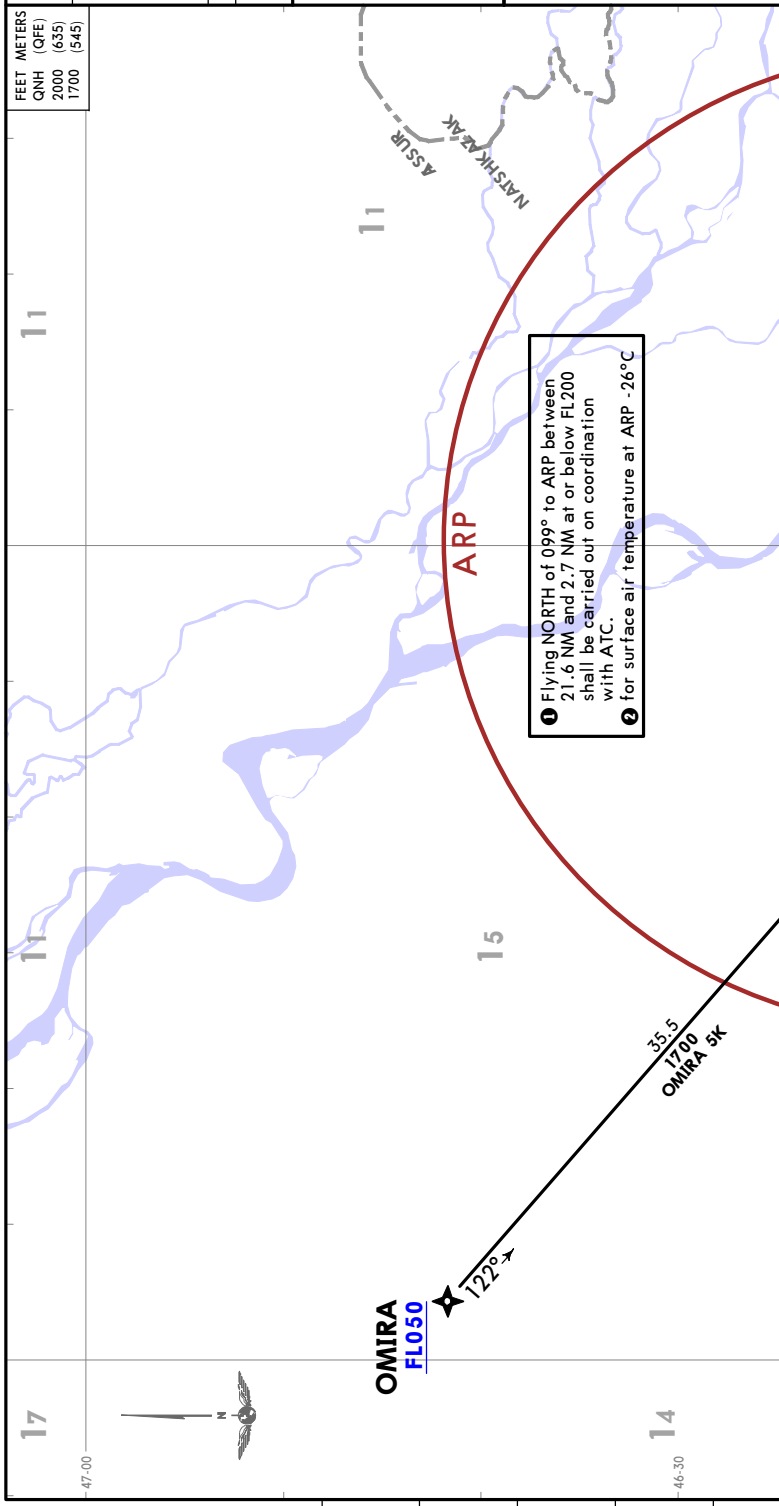 FEET METERS
QNH (QFE)
2000 (635)
1700 (545)
ASSUR
NATSHKAZAK
11
11
11
15
17
14
ARP
❶ Flying NORTH of 099° to ARP between
21.6 NM and 2.7 NM at or below FL200
shall be carried out on coordination
with ATC.
❷ for surface air temperature at ARP -26°C
35.5
1700
OMIRA 5K
122°
OMIRA
FL050
N
47-00
46-30